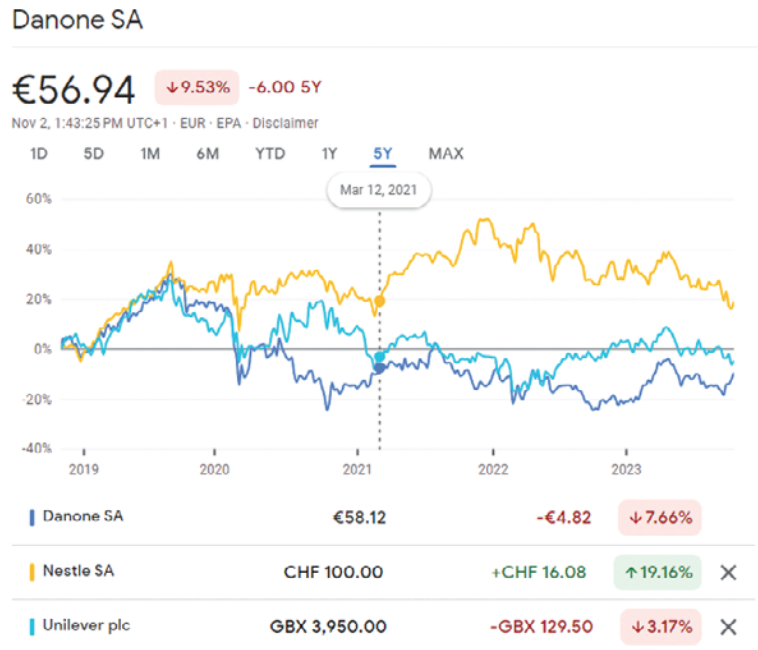 Danone SA
€56.94 ↓9.53% -6.00 5Y
Nov 2, 1:43:25 PM UTC+1 · EUR · EPA · Disclaimer
1D 5D 1M 6M YTD 1Y 5Y MAX
Mar 12, 2021
60%
40%
20%
0%
-20%
-40%
2019 2020 2021 2022 2023
Danone SA €58.12 -€4.82 ↓7.66%
Nestle SA CHF 100.00 +CHF 16.08 ↑19.16%
Unilever plc GBX 3,950.00 -GBX 129.50 ↓3.17%